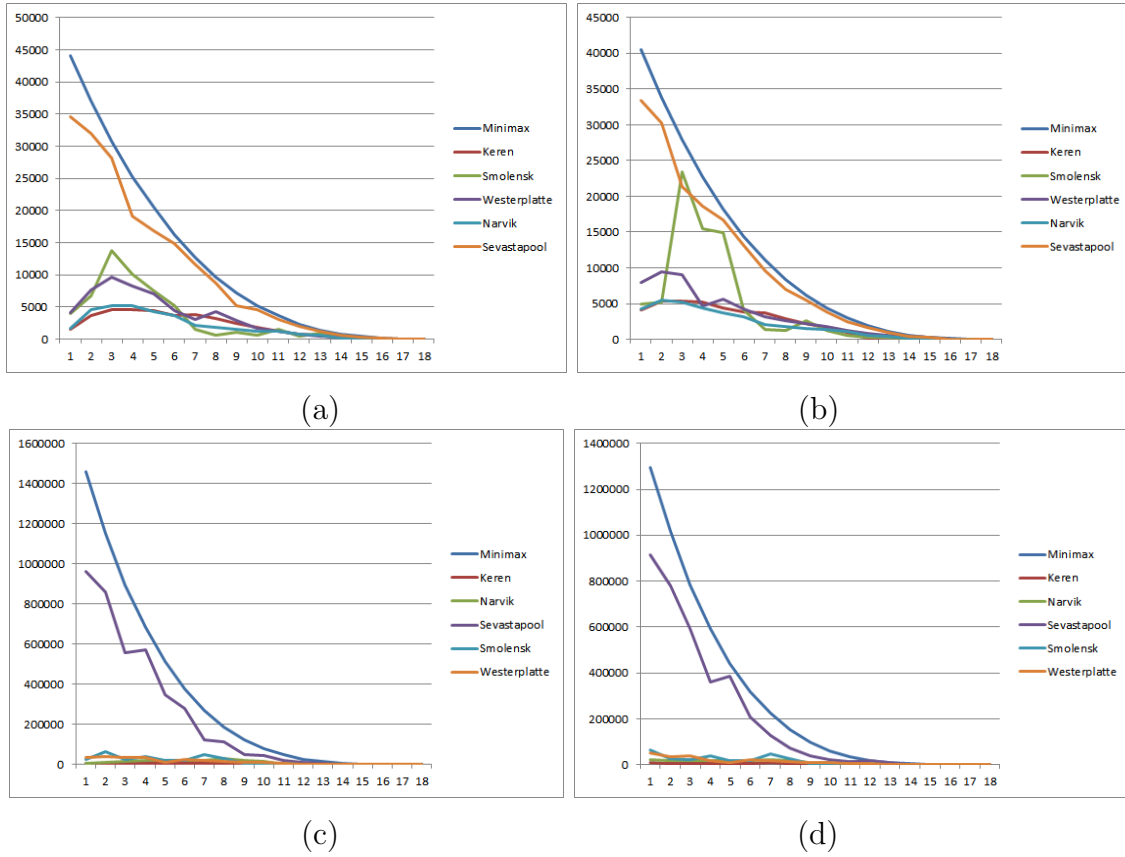 50000
45000
40000
35000
30000
25000
20000
15000
10000
5000
0
1 2 3 4 5 6 7 8 9 10 11 12 13 14 15 16 17 18
Minimax
Keren
Smolensk
Westerplatte
Narvik
Sevastapool
(a)
45000
40000
35000
30000
25000
20000
15000
10000
5000
0
1 2 3 4 5 6 7 8 9 10 11 12 13 14 15 16 17 18
Minimax
Keren
Smolensk
Westerplatte
Narvik
Sevastapool
(b)
1600000
1400000
1200000
1000000
800000
600000
400000
200000
0
1 2 3 4 5 6 7 8 9 10 11 12 13 14 15 16 17 18
Minimax
Keren
Narvik
Sevastapool
Smolensk
Westerplatte
(c)
1400000
1200000
1000000
800000
600000
400000
200000
0
1 2 3 4 5 6 7 8 9 10 11 12 13 14 15 16 17 18
Minimax
Keren
Narvik
Sevastapool
Smolensk
Westerplatte
(d)